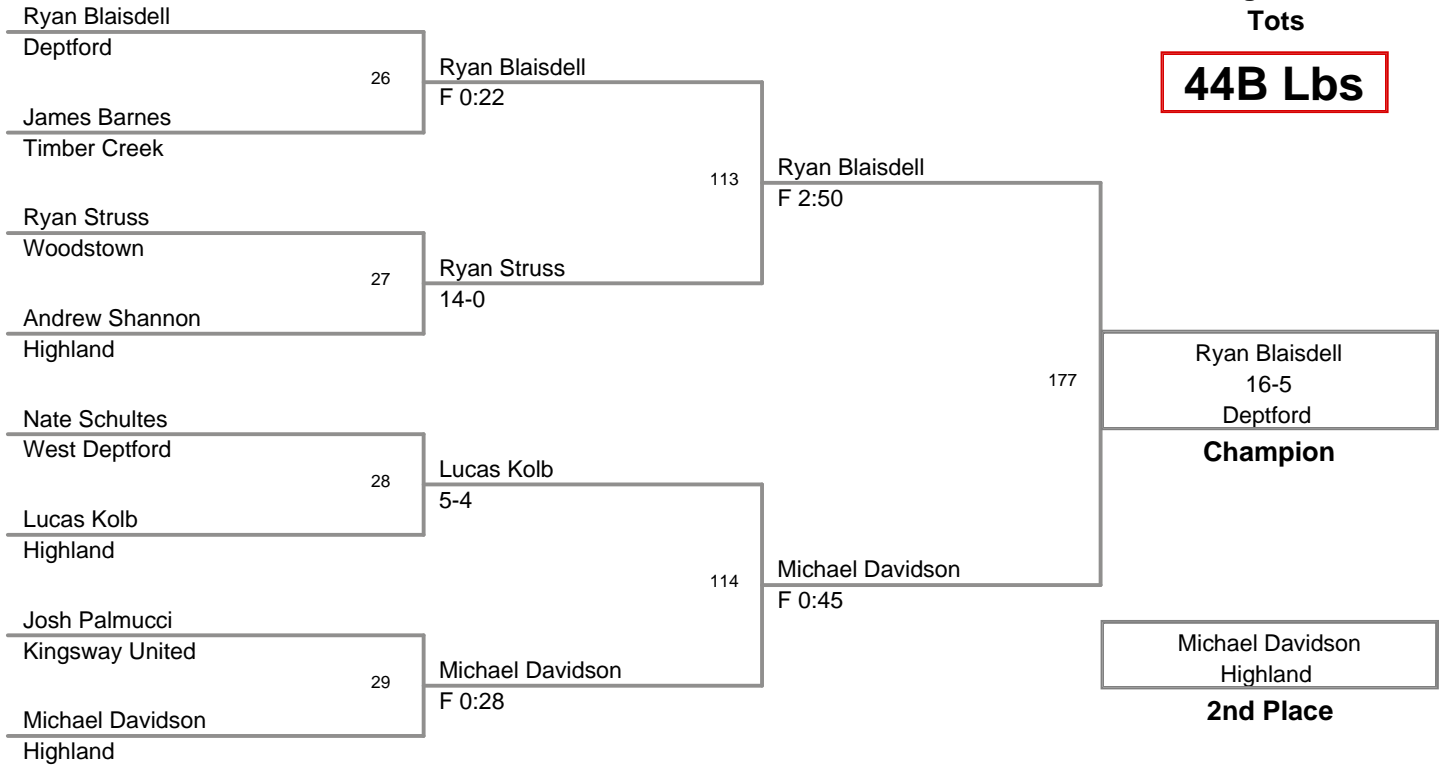 Tots
44B Lbs
Ryan Blaisdell
Deptford
26
James Barnes
Timber Creek
Ryan Blaisdell
F 0:22
Ryan Struss
Woodstown
27
Andrew Shannon
Highland
Ryan Struss
14-0
113
Ryan Blaisdell
F 2:50
Nate Schultes
West Deptford
28
Lucas Kolb
Highland
Lucas Kolb
5-4
Josh Palmucci
Kingsway United
29
Michael Davidson
Highland
Michael Davidson
F 0:28
114
Michael Davidson
F 0:45
177
Ryan Blaisdell
16-5
Deptford
Champion
Michael Davidson
Highland
2nd Place